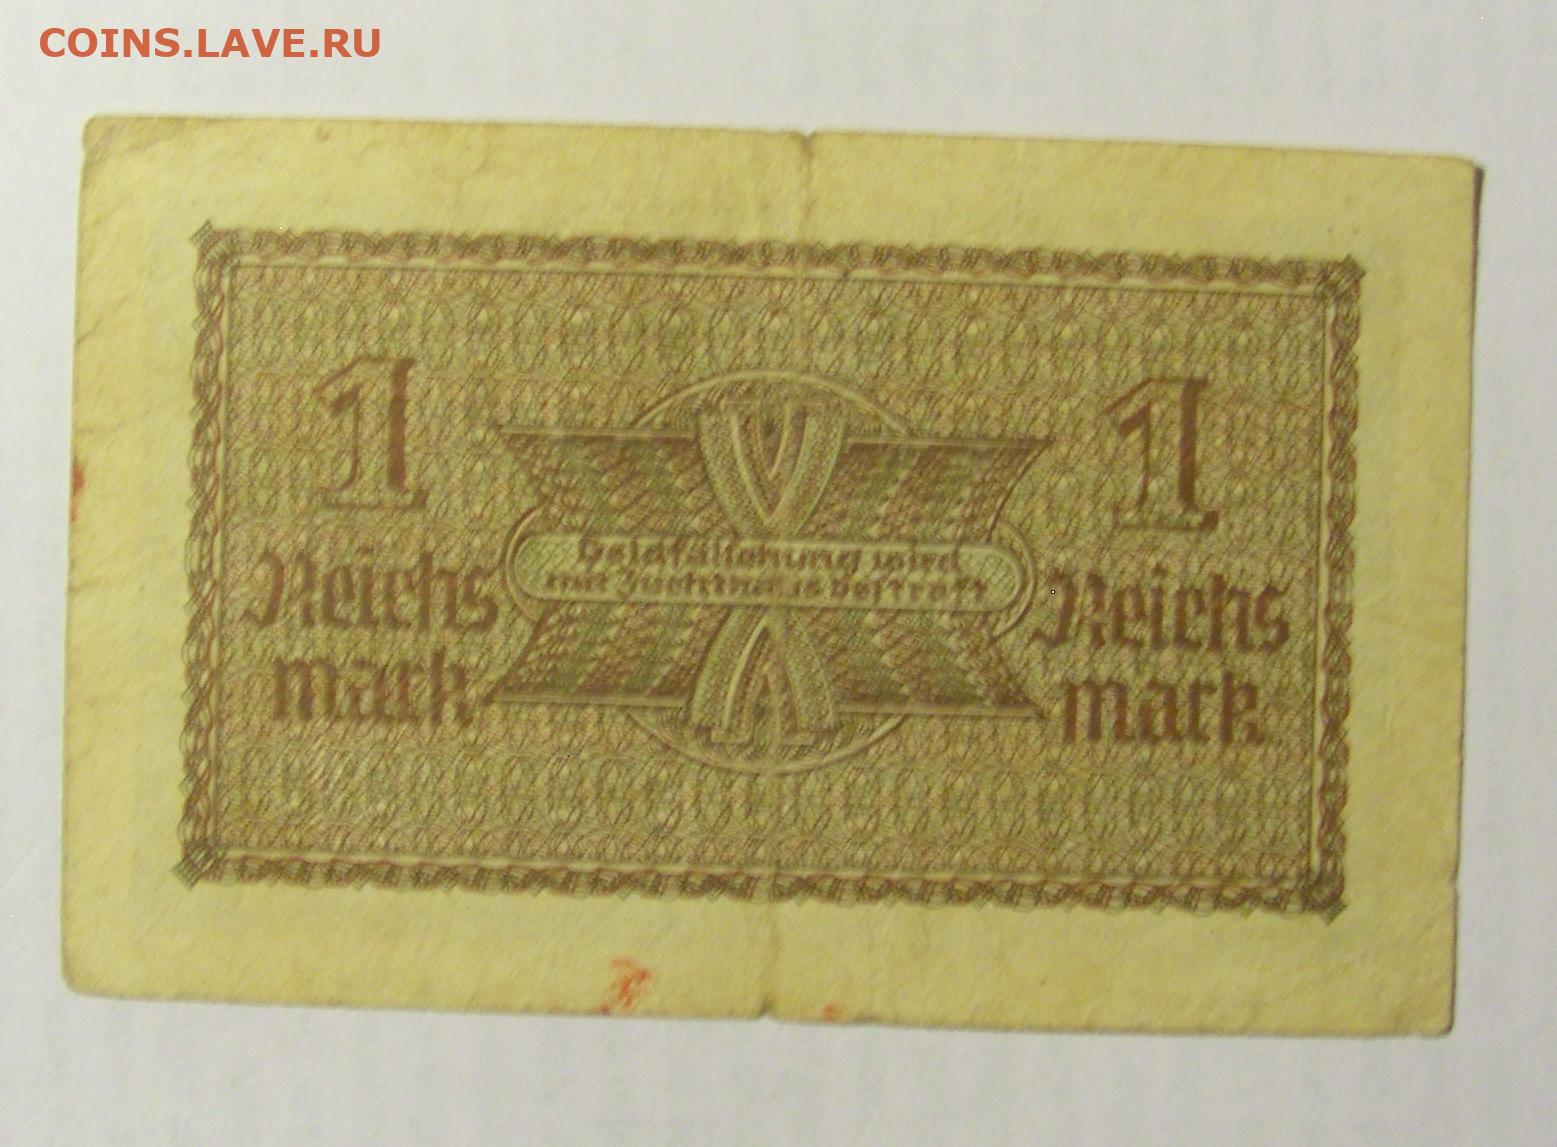 COINS.LAVE.RU
1
Reichs
mark
Geldfälschung wird
mit Zuchthaus bestraft
1
Reichs
mark